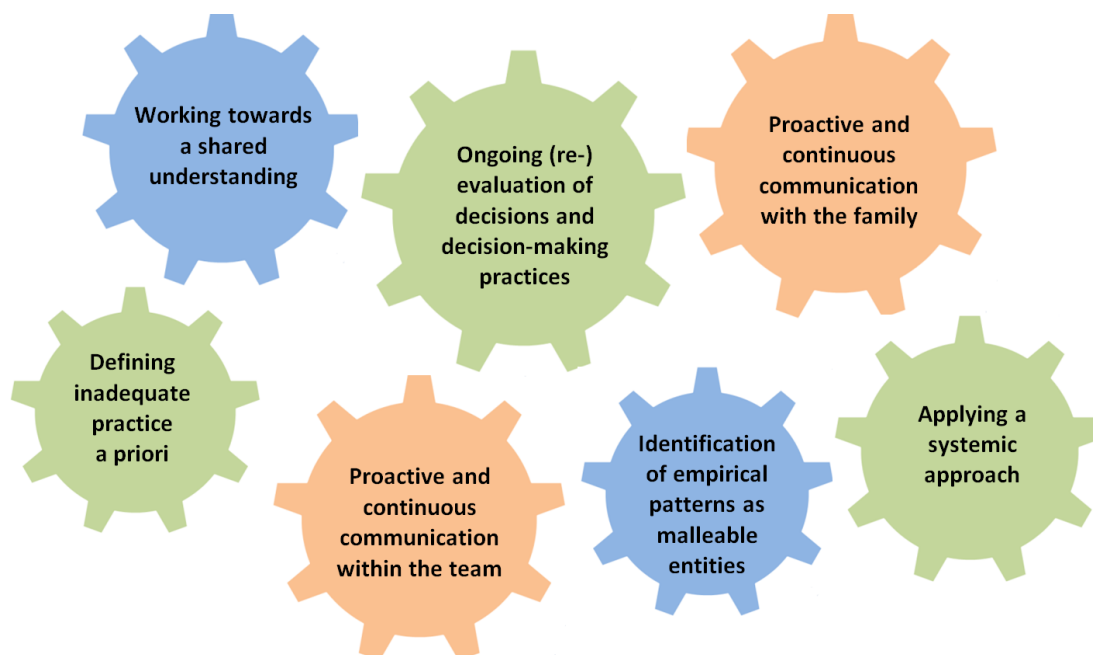 Working towards
a shared
understanding
Ongoing (re-)
evaluation of
decisions and
decision-making
practices
Proactive and
continuous
communication
with the family
Defining
inadequate
practice
a priori
Proactive and
continuous
communication
within the team
Identification
of empirical
patterns as
malleable
entities
Applying a
systemic
approach